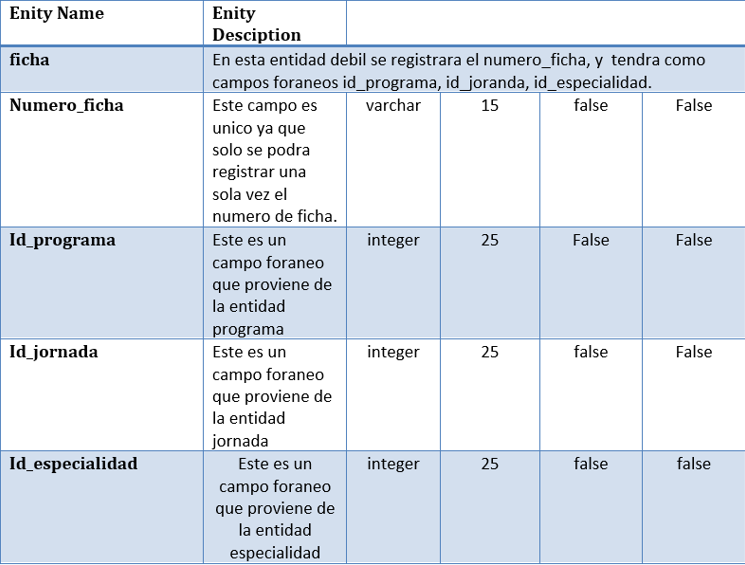 Enity Name
Enity
Desciption
ficha
En esta entidad debil se registrara el numero_ficha, y tendra como
campos foraneos id_programa, id_joranda, id_especialidad.
Numero_ficha
Este campo es
unico ya que
solo se podra
registrar una
sola vez el
numero de ficha.
varchar
15
false
False
Id_programa
Este es un
campo foraneo
que proviene de
la entidad
programa
integer
25
False
False
Id_jornada
Este es un
campo foraneo
que proviene de
la entidad
jornada
integer
25
false
False
Id_especialidad
Este es un
campo foraneo
que proviene de
la entidad
especialidad
integer
25
false
false